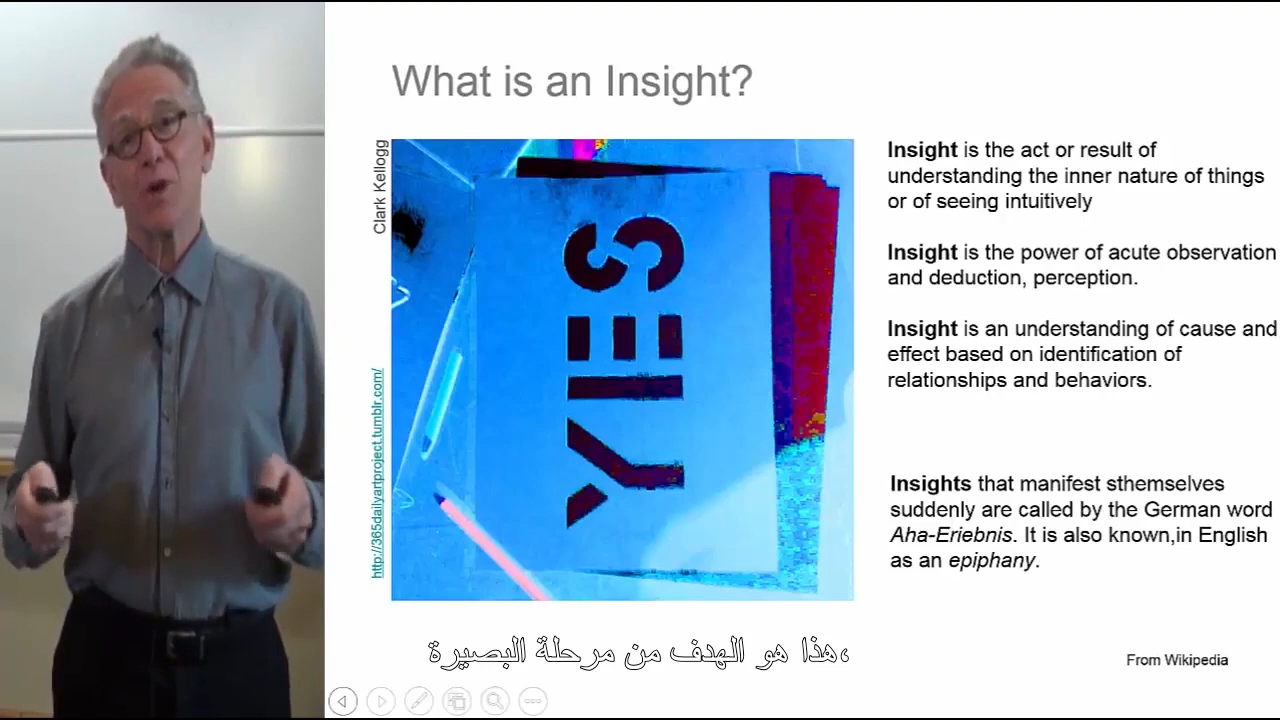 What is an Insight?
Clark Kellogg
http://365dailyartproject.tumblr.com/
YIES
Insight is the act or result of
understanding the inner nature of things
or of seeing intuitively
Insight is the power of acute observation
and deduction, perception.
Insight is an understanding of cause and
effect based on identification of
relationships and behaviors.
Insights that manifest sthemselves
suddenly are called by the German word
Aha-Eriebnis. It is also known,in English
as an epiphany.
From Wikipedia
هذا هو الهدف من مرحلة البصيرة،